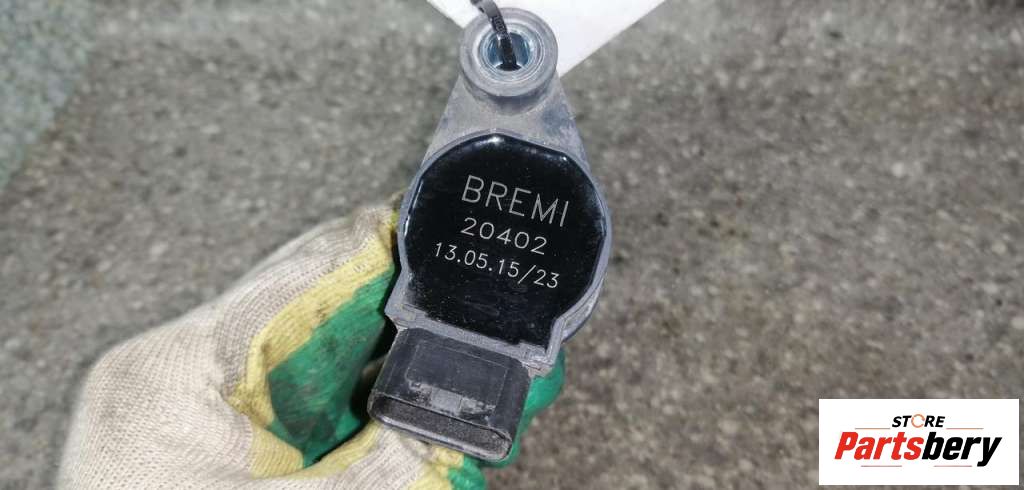 BREMI
20402
13.05.15/23
STORE
Partsbery